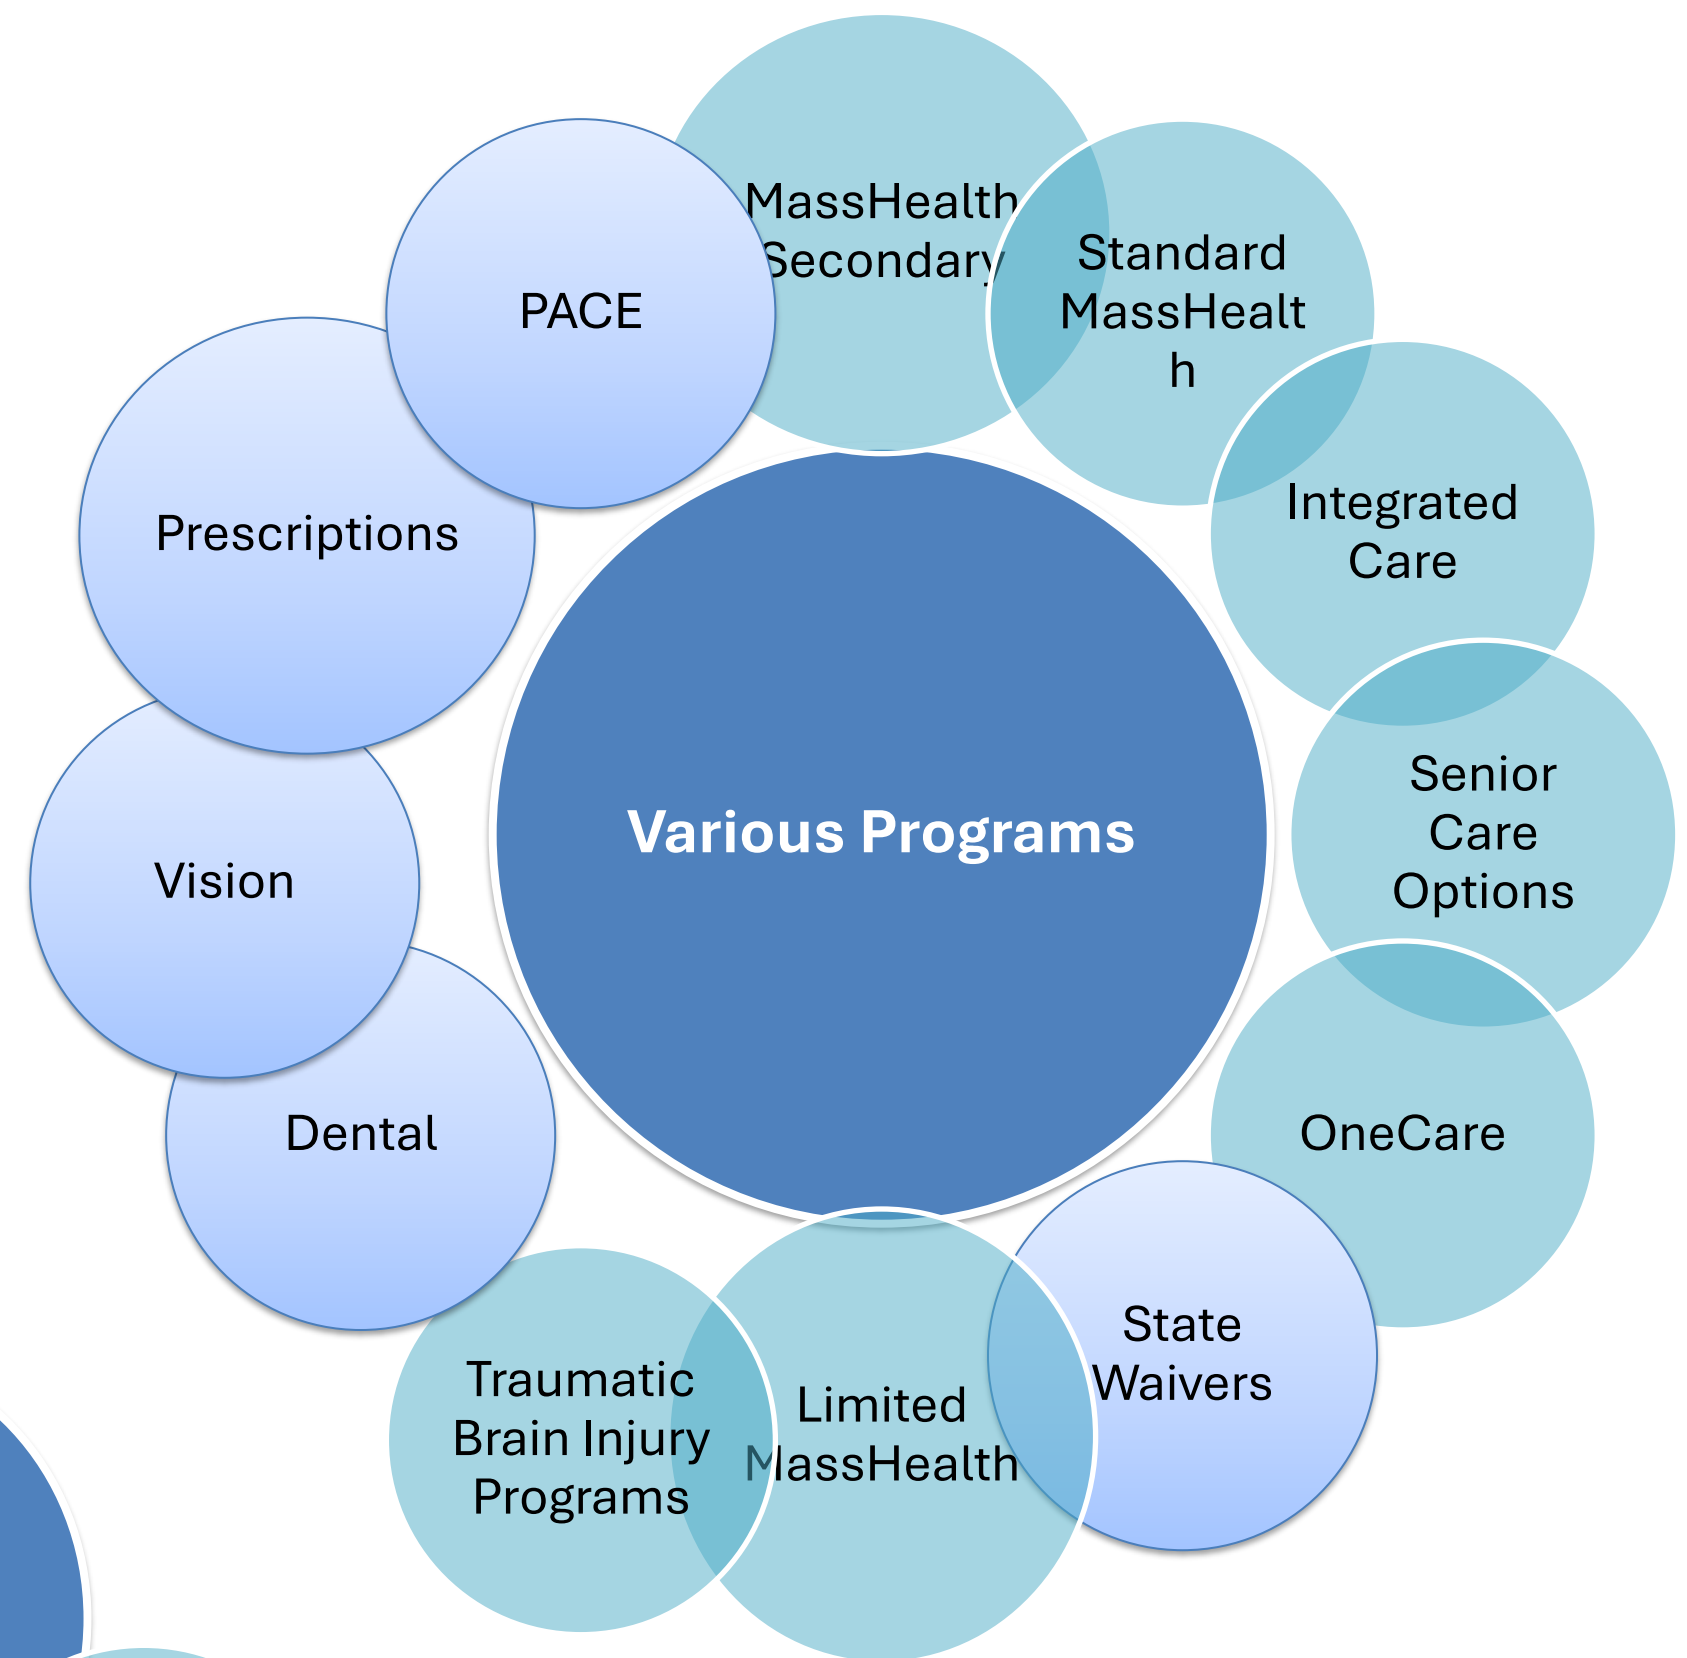 MassHealth
Secondary
Standard
MassHealt
h
Integrated
Care
Senior
Care
Options
OneCare
State
Waivers
Limited
MassHealth
Traumatic
Brain Injury
Programs
Dental
Vision
Prescriptions
PACE
Various Programs